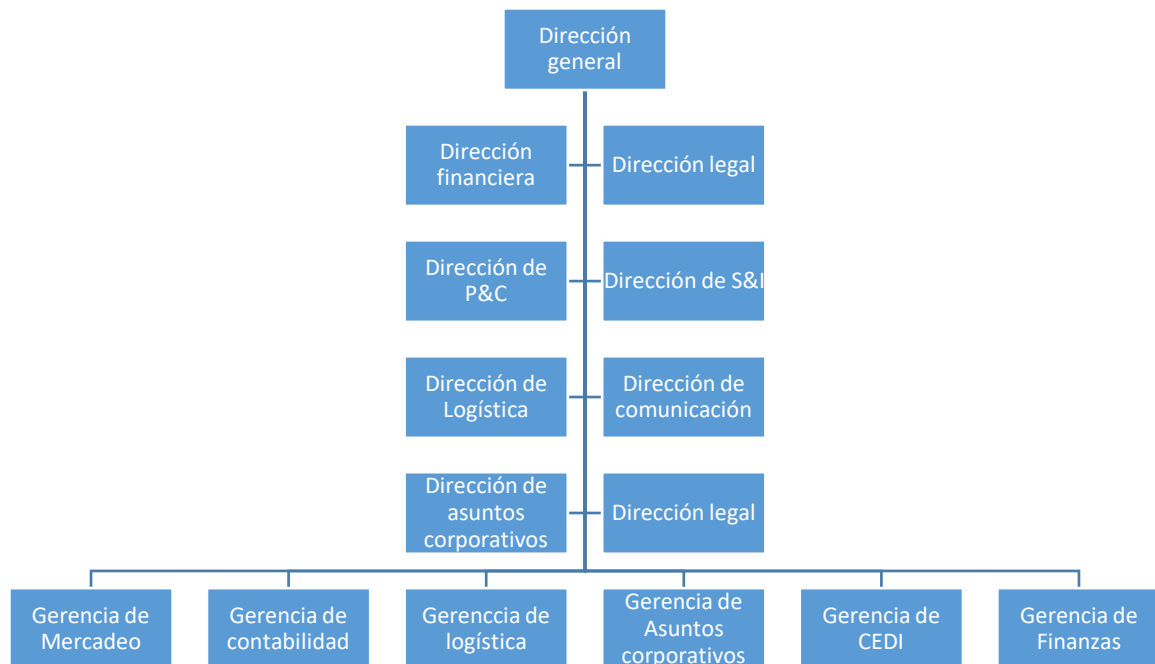 Dirección
general
Dirección
financiera
Dirección legal
Dirección de
P&C
Dirección de S&I
Dirección de
Logística
Dirección de
comunicación
Dirección de
asuntos
corporativos
Dirección legal
Gerencia de
Mercadeo
Gerencia de
contabilidad
Gerenccia de
logística
Gerencia de
Asuntos
corporativos
Gerencia de
CEDI
Gerencia de
Finanzas